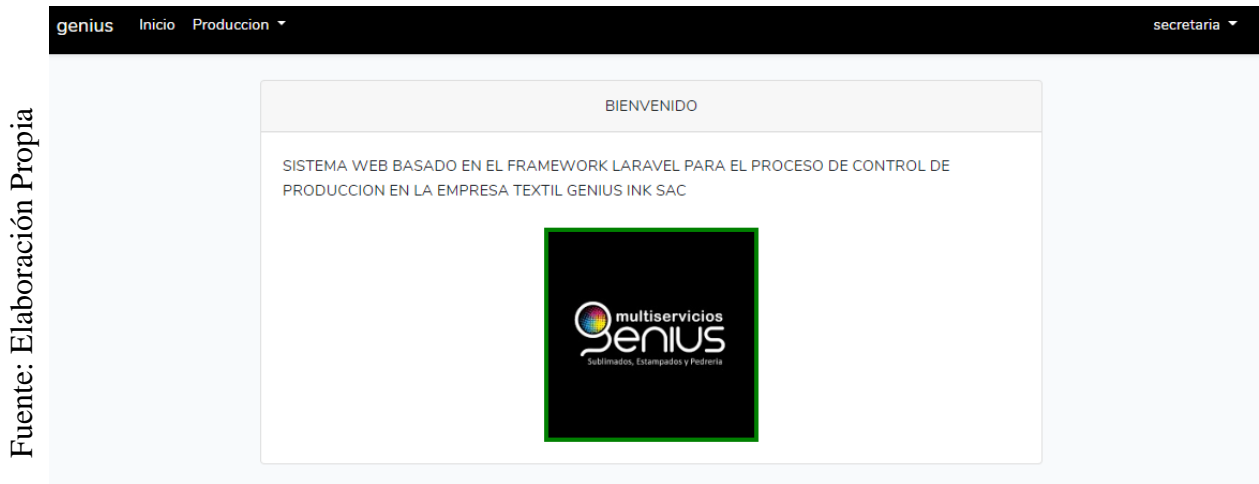 genius Inicio Produccion secretaria
BIENVENIDO
SISTEMA WEB BASADO EN EL FRAMEWORK LARAVEL PARA EL PROCESO DE CONTROL DE
PRODUCCION EN LA EMPRESA TEXTIL GENIUS INK SAC
multiservicios
Genius
Sublimados, Estampados y Pedrería
Fuente: Elaboración Propia